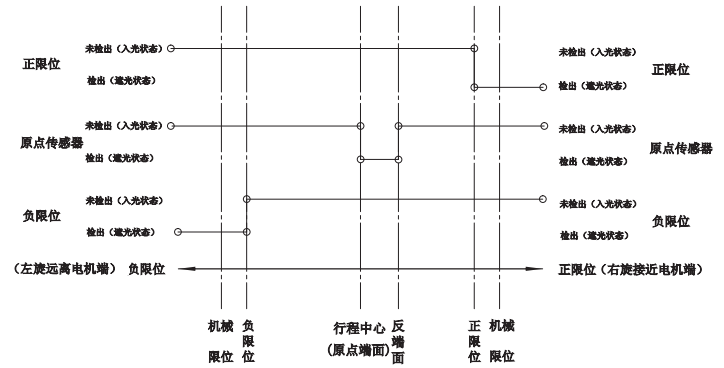 未检出（入光状态）
正限位
检出（遮光状态）
未检出（入光状态）
正限位
检出（遮光状态）
未检出（入光状态）
原点传感器
检出（遮光状态）
未检出（入光状态）
原点传感器
检出（遮光状态）
未检出（入光状态）
负限位
检出（遮光状态）
未检出（入光状态）
负限位
检出（遮光状态）
（左旋远离电机端）负限位
正限位（右旋接近电机端）
机械
限位
负
限
位
行程中心
(原点端面)
反
端
面
正
限
位
机械
限位